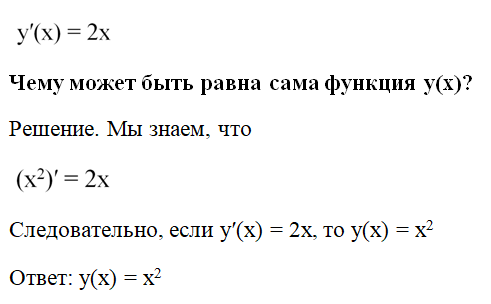 y′(x) = 2x
Чему может быть равна сама функция y(x)?
Решение. Мы знаем, что
(x²)′ = 2x
Следовательно, если y′(x) = 2x, то y(x) = x²
Ответ: y(x) = x²